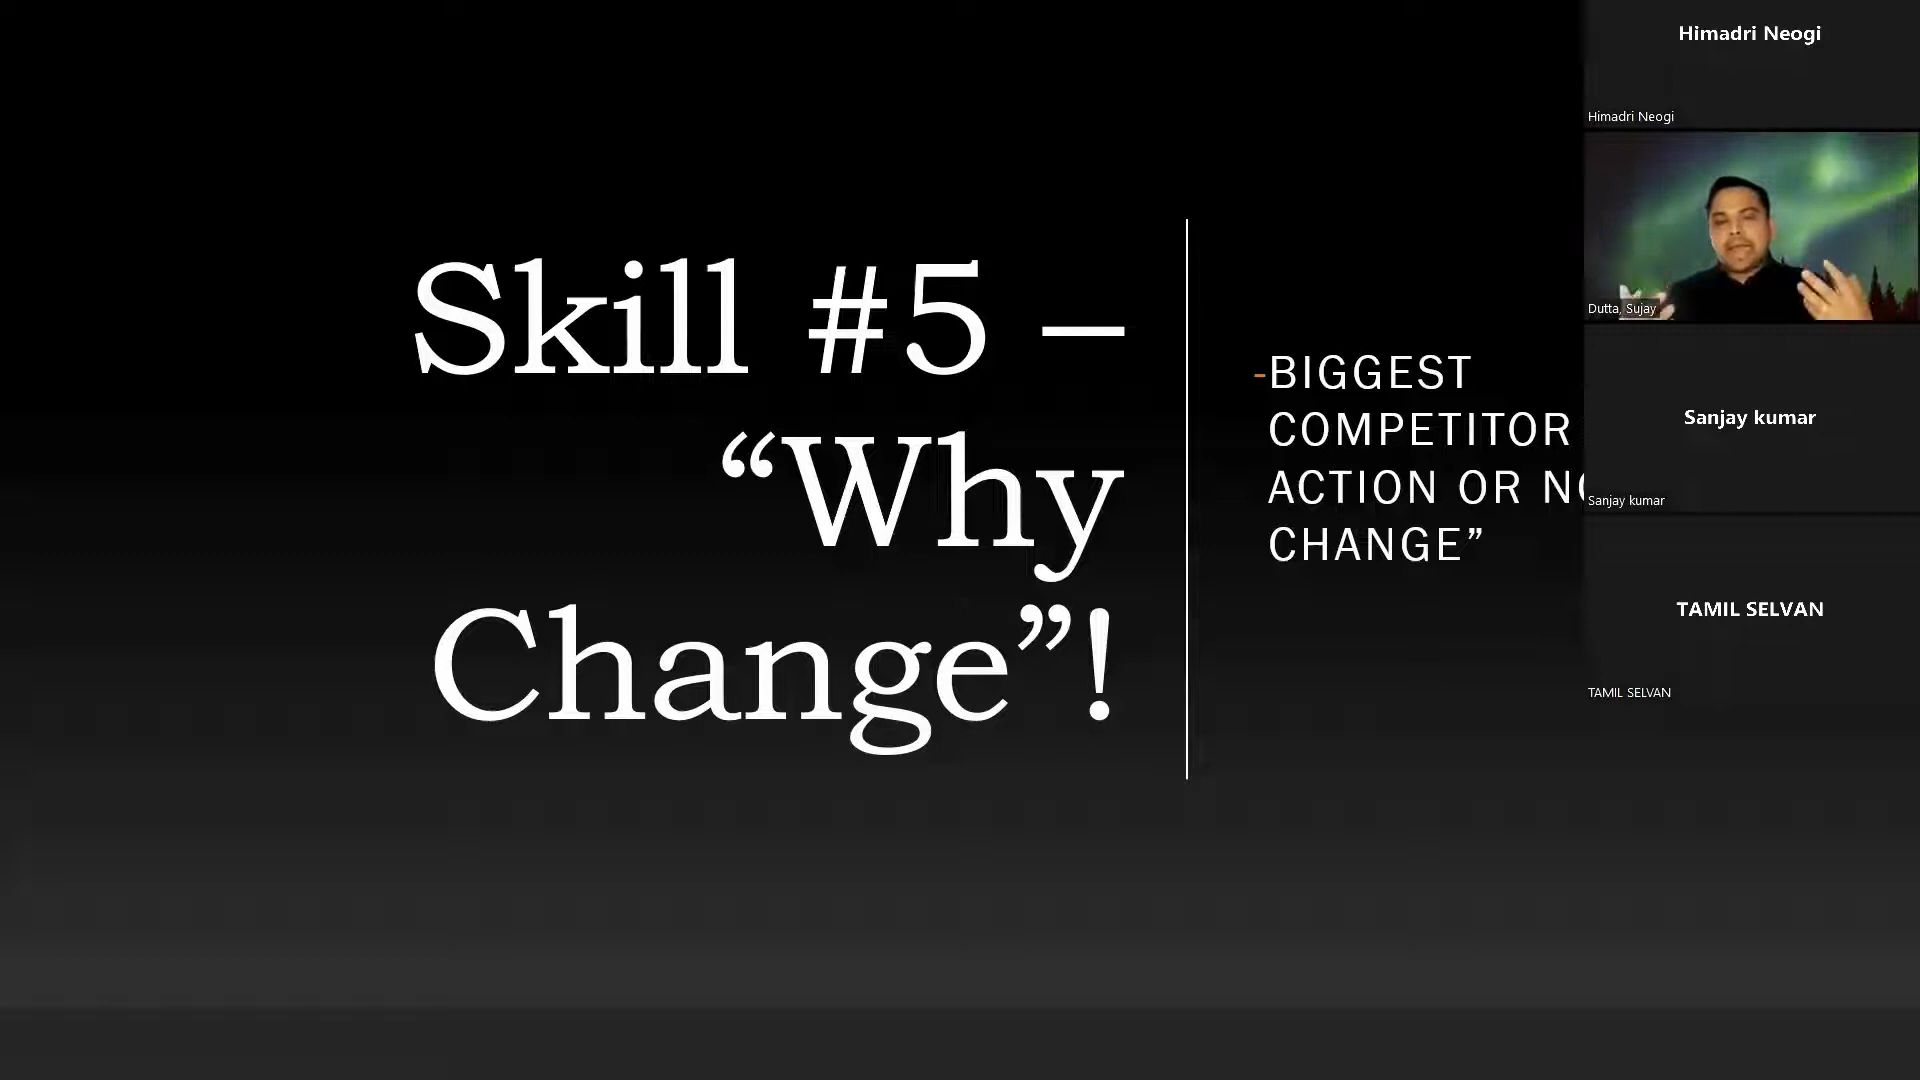 Skill #5 –
“Why
Change”!
-BIGGEST
COMPETITOR
ACTION OR
CHANGE”
Himadri Neogi
Himadri Neogi
Dutta, Sujay
Sanjay kumar
Sanjay kumar
TAMIL SELVAN
TAMIL SELVAN